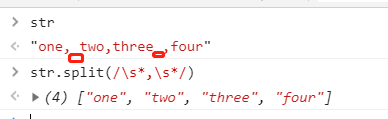 > str
< "one, two,three ,four"
> str.split(/\s*,\s*/)
< ▶ (4) ["one", "two", "three", "four"]